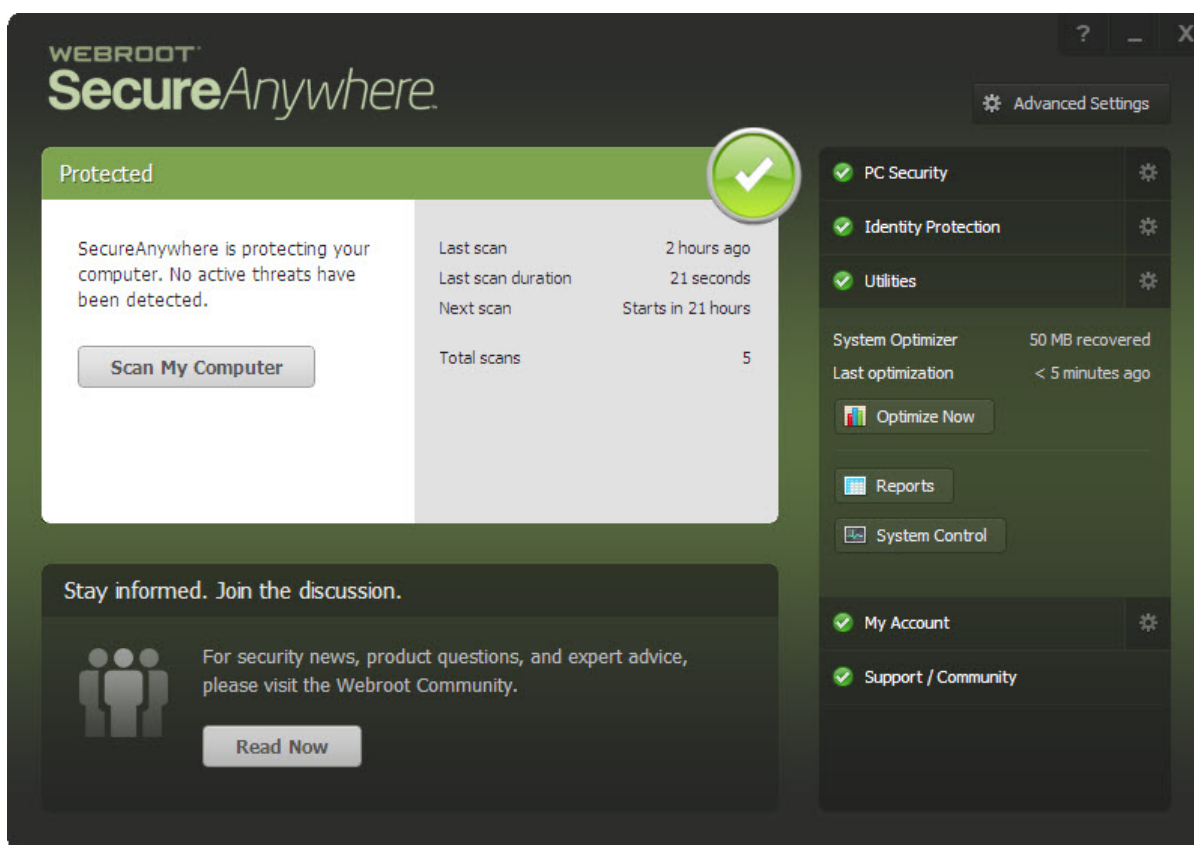 ?
X
WEBROOT
SecureAnywhere
Advanced Settings
Protected
SecureAnywhere is protecting your
computer. No active threats have
been detected.
Scan My Computer
Last scan 2 hours ago
Last scan duration 21 seconds
Next scan Starts in 21 hours
Total scans 5
Stay informed. Join the discussion.
For security news, product questions, and expert advice,
please visit the Webroot Community.
Read Now
PC Security
Identity Protection
Utilities
System Optimizer 50 MB recovered
Last optimization < 5 minutes ago
Optimize Now
Reports
System Control
My Account
Support / Community